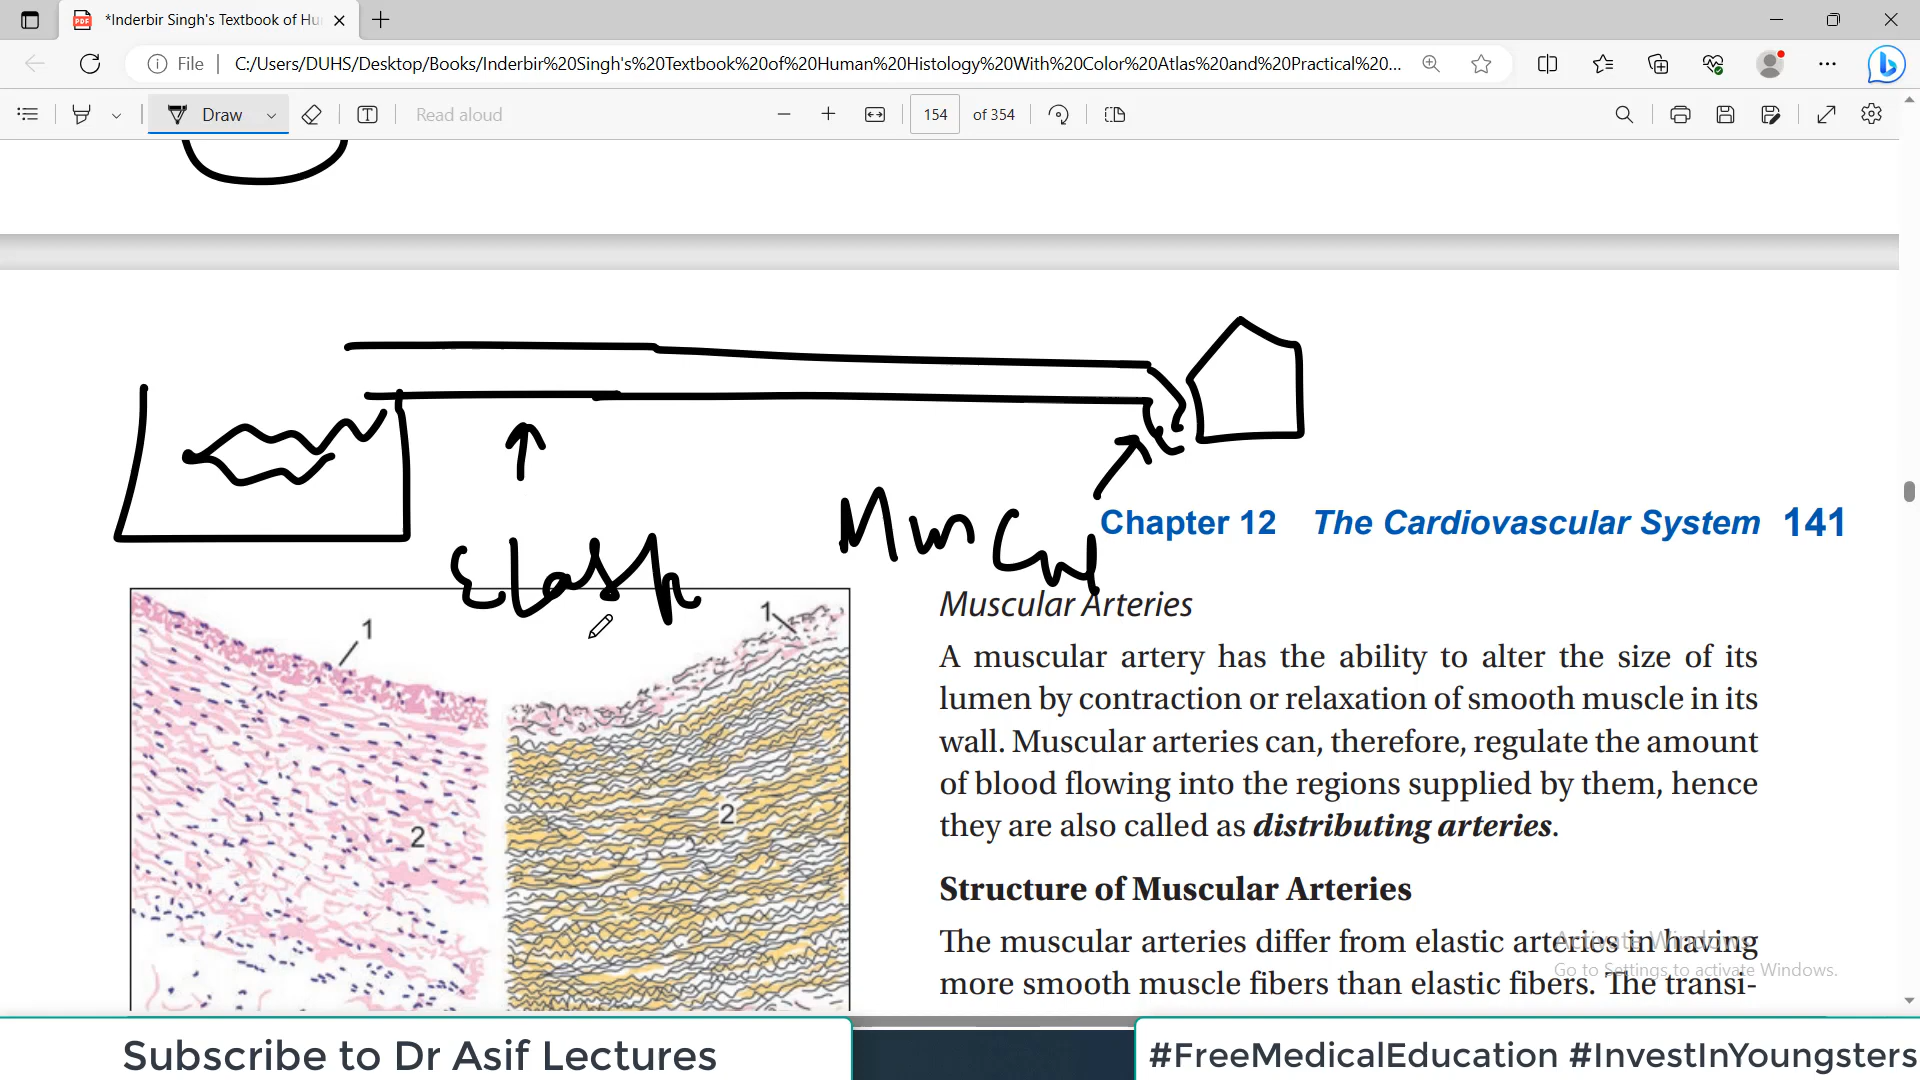 *Inderbir Singh's Textbook of Hu
File
C:/Users/DUHS/Desktop/Books/Inderbir%20Singh's%20Textbook%20of%20Human%20Histology%20With%20Color%20Atlas%20and%20Practical%20...
Draw
Read aloud
154 of 354
Chapter 12 The Cardiovascular System 141
1
1
2
2
Muscular Arteries
A muscular artery has the ability to alter the size of its
lumen by contraction or relaxation of smooth muscle in its
wall. Muscular arteries can, therefore, regulate the amount
of blood flowing into the regions supplied by them, hence
they are also called as distributing arteries.
Structure of Muscular Arteries
The muscular arteries differ from elastic arteries in having
more smooth muscle fibers than elastic fibers. The transi-
Activate Windows
Go to Settings to activate Windows.
Subscribe to Dr Asif Lectures
#FreeMedicalEducation #InvestInYoungsters